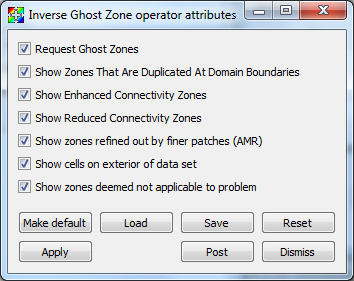 Inverse Ghost Zone operator attributes
Request Ghost Zones
Show Zones That Are Duplicated At Domain Boundaries
Show Enhanced Connectivity Zones
Show Reduced Connectivity Zones
Show zones refined out by finer patches (AMR)
Show cells on exterior of data set
Show zones deemed not applicable to problem
Make default Load Save Reset
Apply Post Dismiss